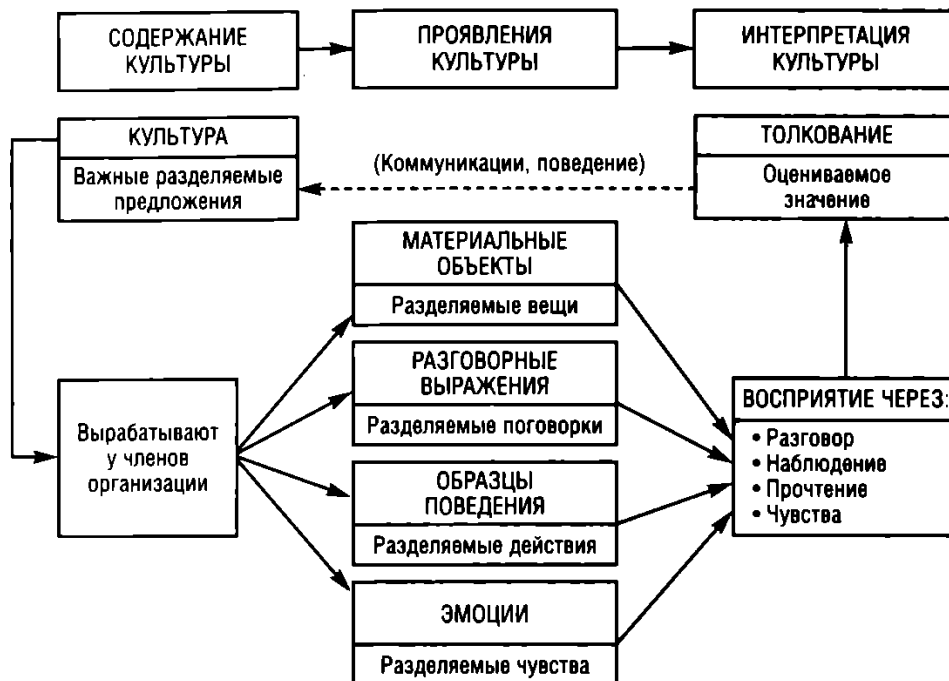 СОДЕРЖАНИЕ
КУЛЬТУРЫ
ПРОЯВЛЕНИЯ
КУЛЬТУРЫ
ИНТЕРПРЕТАЦИЯ
КУЛЬТУРЫ
КУЛЬТУРА
Важные разделяемые
предложения
(Коммуникации, поведение)
ТОЛКОВАНИЕ
Оцениваемое
значение
МАТЕРИАЛЬНЫЕ
ОБЪЕКТЫ
Разделяемые вещи
РАЗГОВОРНЫЕ
ВЫРАЖЕНИЯ
Разделяемые поговорки
Вырабатывают
у членов
организации
ОБРАЗЦЫ
ПОВЕДЕНИЯ
Разделяемые действия
ЭМОЦИИ
Разделяемые чувства
ВОСПРИЯТИЕ ЧЕРЕЗ:
• Разговор
• Наблюдение
• Прочтение
• Чувства